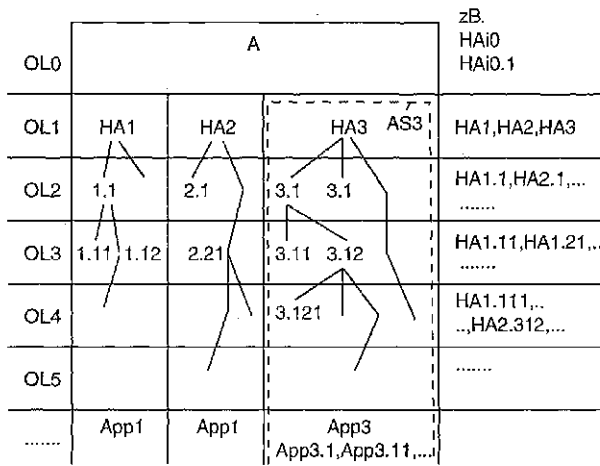 zB.
A
HAi0
OL0
HAi0.1
OL1 HA1 HA2 HA3 AS3 HA1,HA2,HA3
OL2 1.1 2.1 3.1 3.1 HA1.1,HA2.1,...
.......
OL3 1.11 1.12 2.21 3.11 3.12 HA1.11,HA1.21,..
.......
OL4 3.121 HA1.111,..
..,HA2.312,...
OL5 .......
....... App1 App1 App3
App3.1,App3.11,...